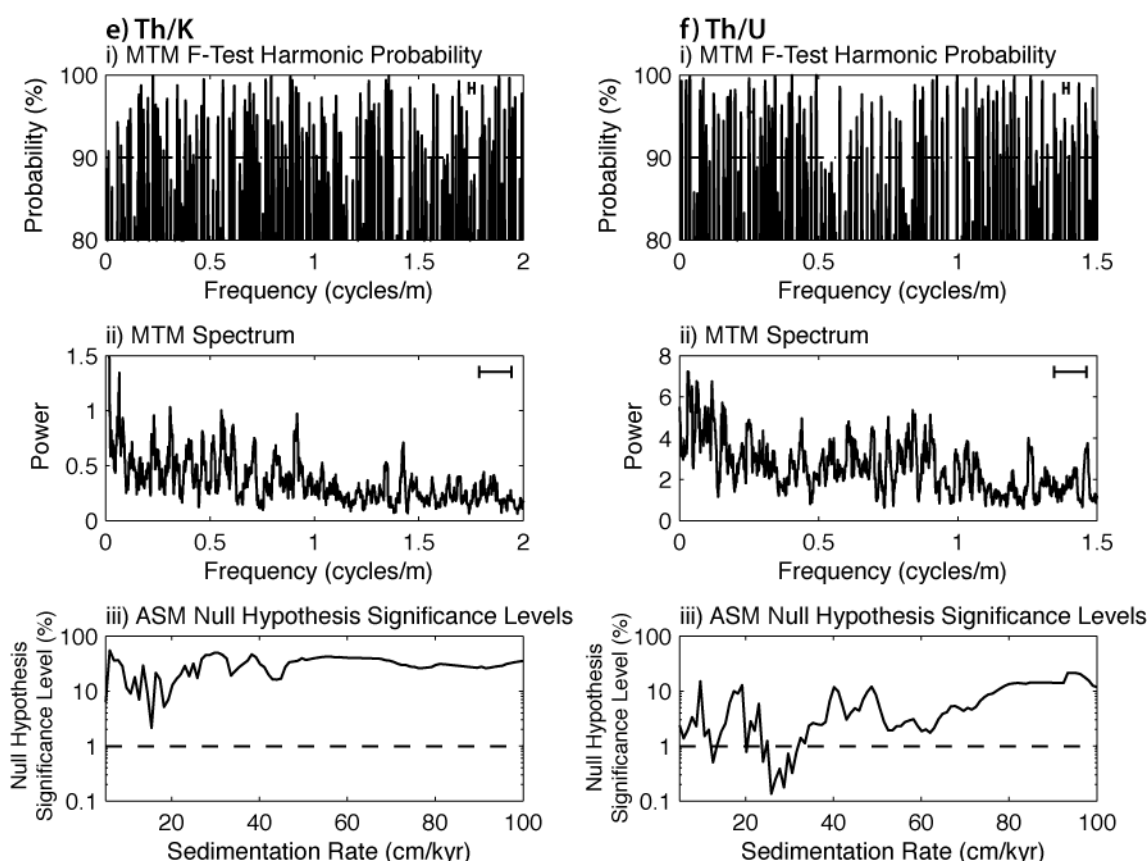 e) Th/K
i) MTM F-Test Harmonic Probability
Probability (%)
100
90
80
H
0 0.5 1 1.5 2
Frequency (cycles/m)
ii) MTM Spectrum
Power
1.5
1
0.5
0
0 0.5 1 1.5 2
Frequency (cycles/m)
iii) ASM Null Hypothesis Significance Levels
Null Hypothesis
Significance Level (%)
100
10
1
0.1
20 40 60 80 100
Sedimentation Rate (cm/kyr)
f) Th/U
i) MTM F-Test Harmonic Probability
Probability (%)
100
90
80
H
0 0.5 1 1.5
Frequency (cycles/m)
ii) MTM Spectrum
Power
8
6
4
2
0
0 0.5 1 1.5
Frequency (cycles/m)
iii) ASM Null Hypothesis Significance Levels
Null Hypothesis
Significance Level (%)
100
10
1
0.1
20 40 60 80 100
Sedimentation Rate (cm/kyr)